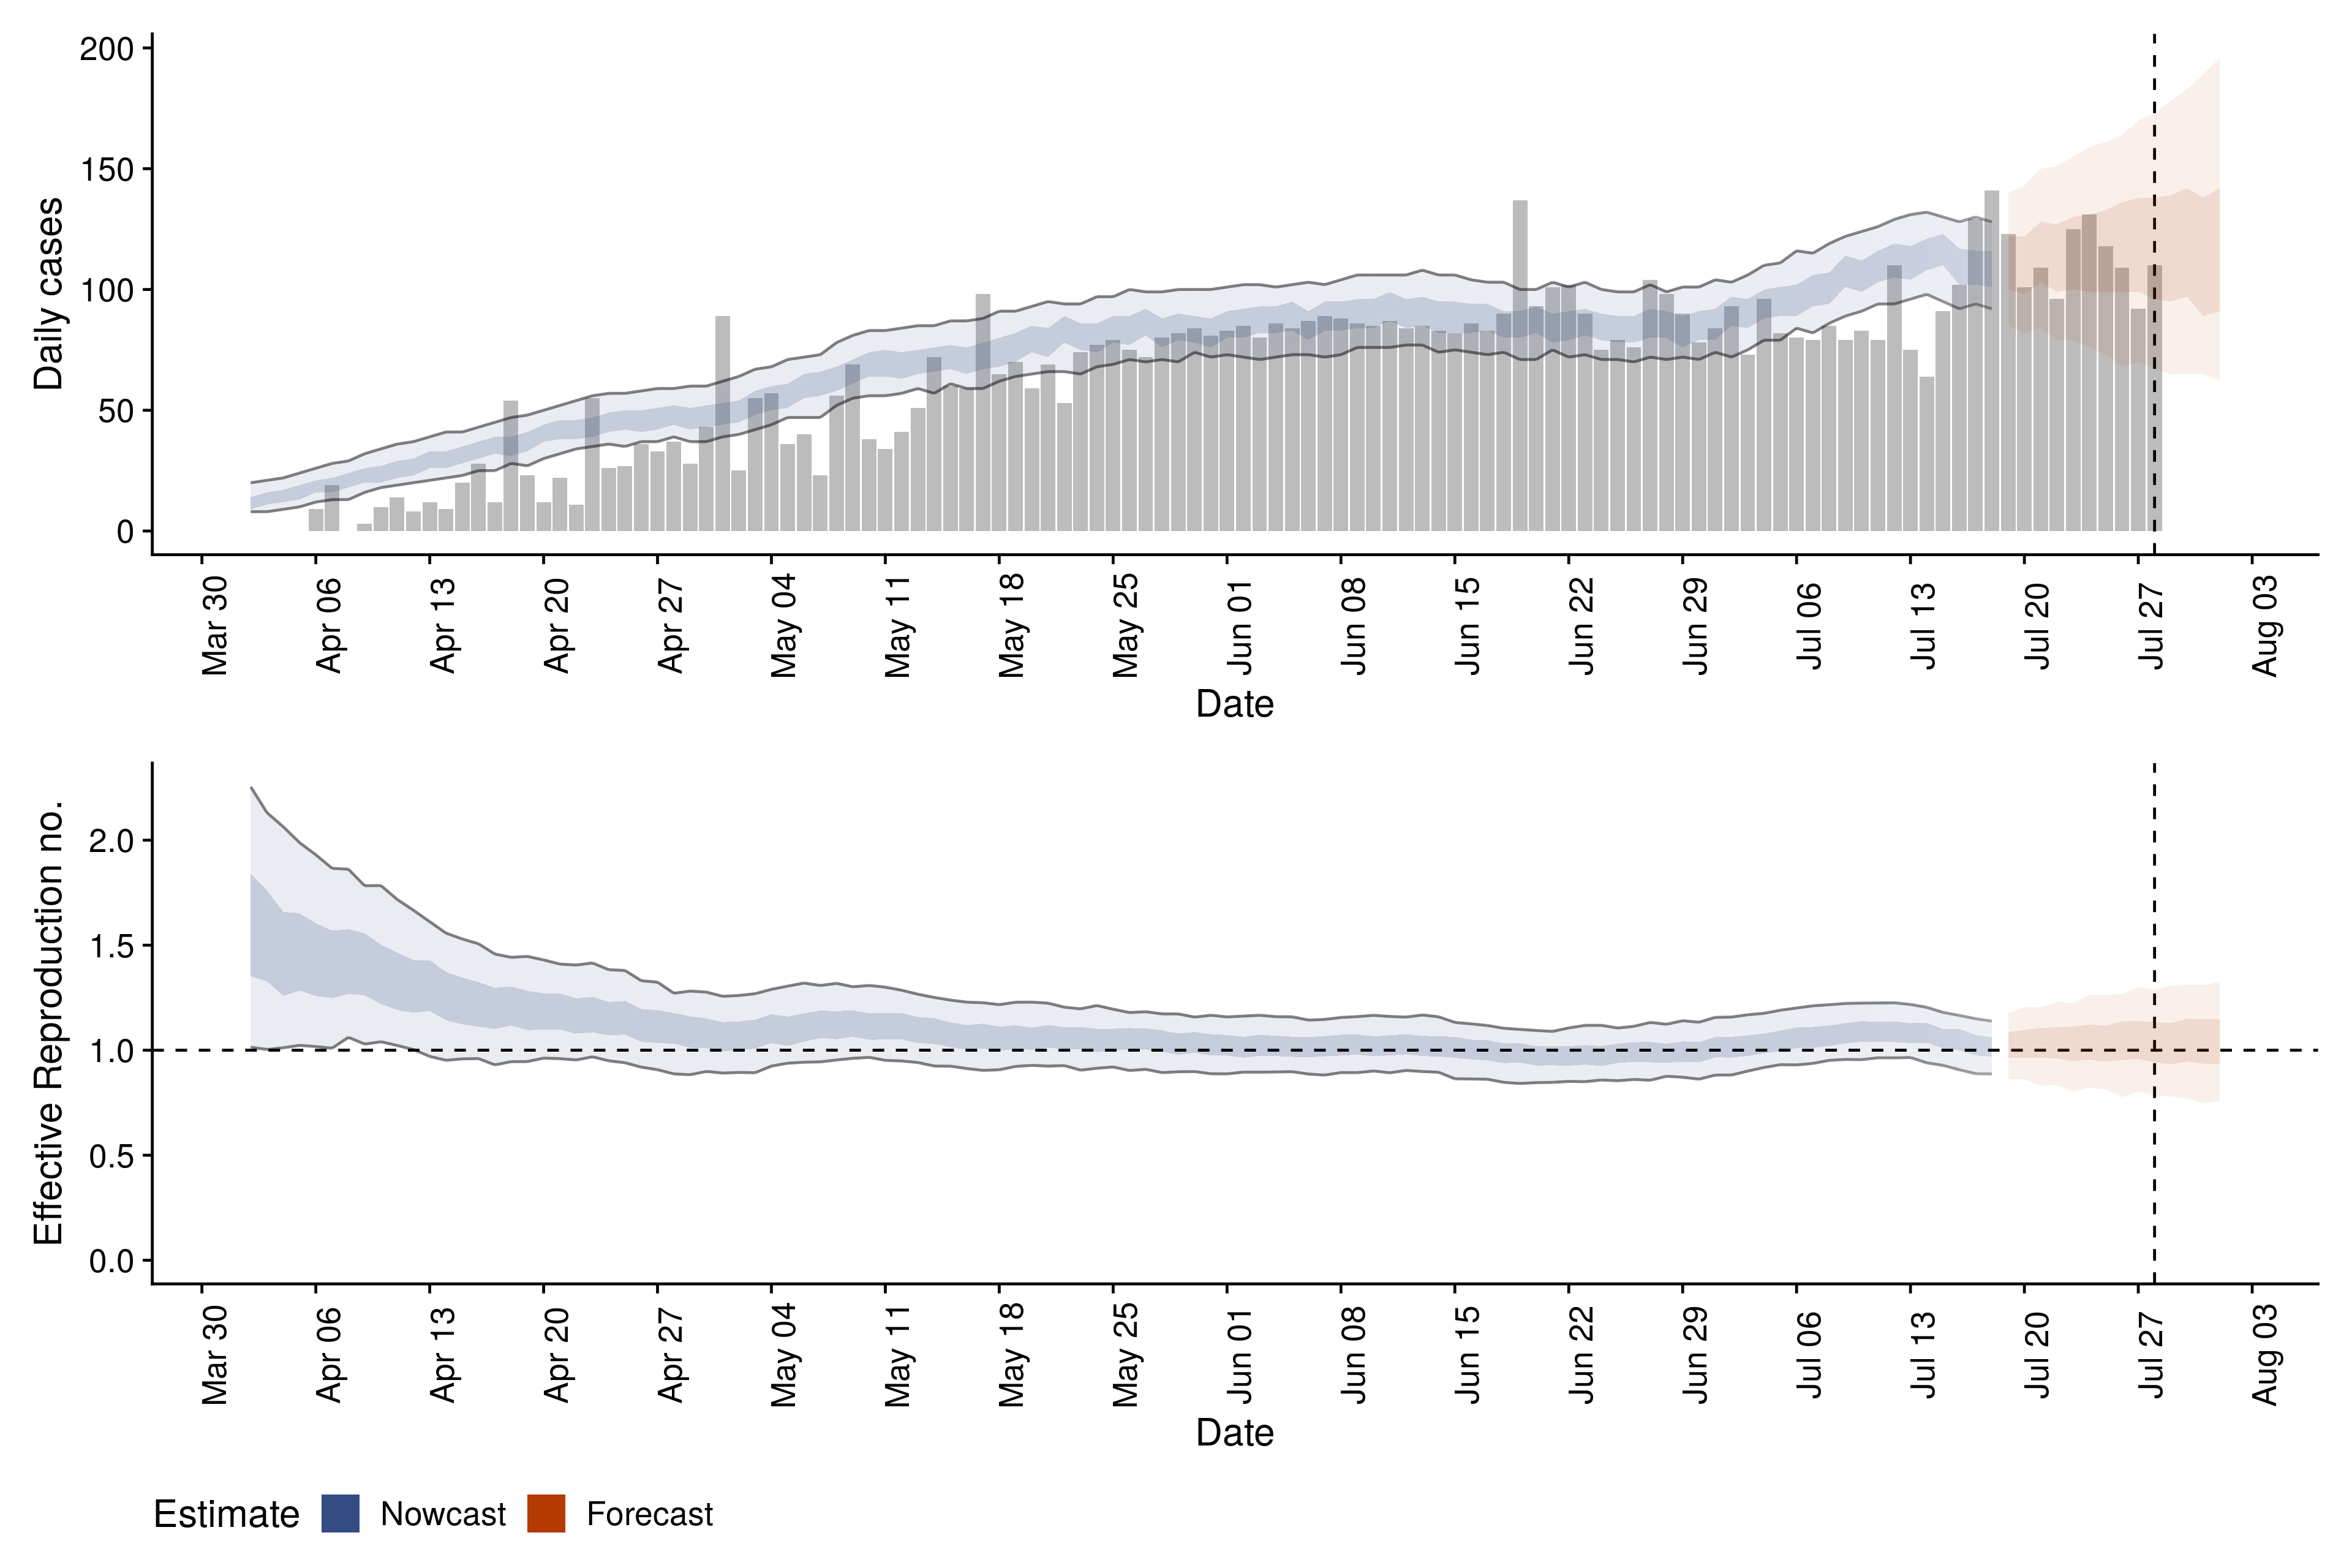 200
150
100
50
0
Daily cases
Mar 30
Apr 06
Apr 13
Apr 20
Apr 27
May 04
May 11
May 18
May 25
Jun 01
Jun 08
Jun 15
Jun 22
Jun 29
Jul 06
Jul 13
Jul 20
Jul 27
Aug 03
Date
2.0
1.5
1.0
0.5
0.0
Effective Reproduction no.
Mar 30
Apr 06
Apr 13
Apr 20
Apr 27
May 04
May 11
May 18
May 25
Jun 01
Jun 08
Jun 15
Jun 22
Jun 29
Jul 06
Jul 13
Jul 20
Jul 27
Aug 03
Date
Estimate Nowcast Forecast